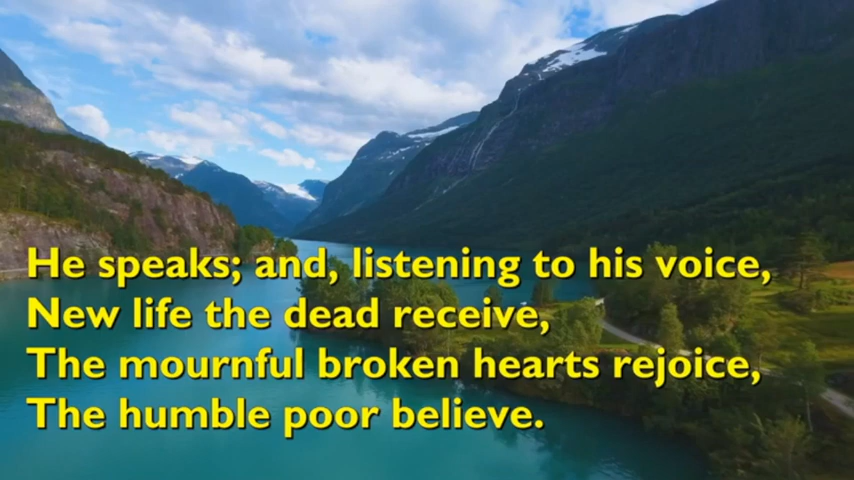 He speaks; and, listening to his voice,
New life the dead receive,
The mournful broken hearts rejoice,
The humble poor believe.